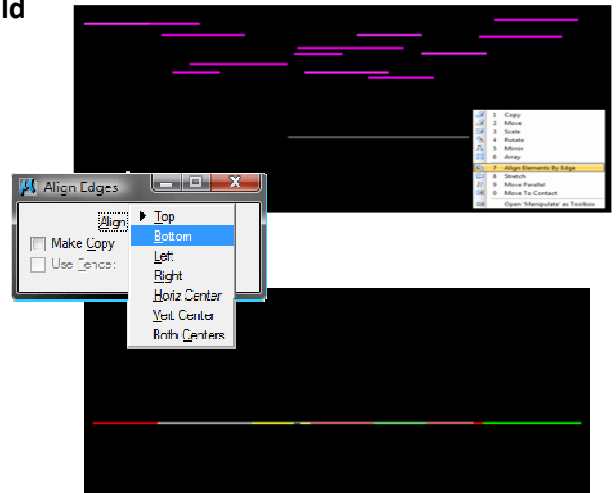 ld
1 Copy
2 Move
3 Scale
4 Rotate
5 Mirror
6 Array
7 Align Elements By Edge
8 Stretch
9 Move Parallel
0 Move To Contact
Open 'Manipulate' as Toolbox
Align Edges
Align
Make Copy
Use Fence:
Top
Bottom
Left
Right
Horiz Center
Vert Center
Both Centers